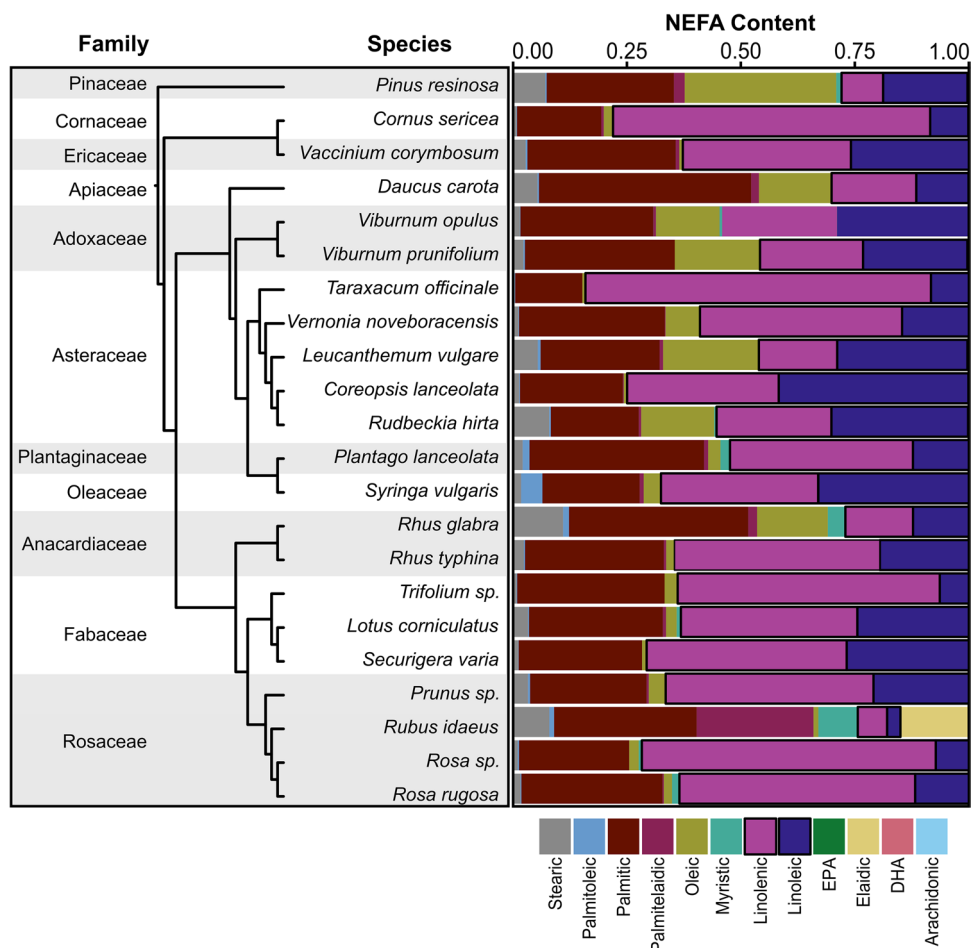 NEFA Content
Family Species 0.00 0.25 0.50 0.75 1.00
Pinaceae Pinus resinosa
Cornaceae Cornus sericea
Ericaceae Vaccinium corymbosum
Apiaceae Daucus carota
Adoxaceae
Viburnum opulus
Viburnum prunifolium
Asteraceae
Taraxacum officinale
Vernonia noveboracensis
Leucanthemum vulgare
Coreopsis lanceolata
Rudbeckia hirta
Plantaginaceae Plantago lanceolata
Oleaceae Syringa vulgaris
Anacardiaceae
Rhus glabra
Rhus typhina
Fabaceae
Trifolium sp.
Lotus corniculatus
Securigera varia
Rosaceae
Prunus sp.
Rubus idaeus
Rosa sp.
Rosa rugosa
Stearic
Palmitoleic
Palmitic
Palmitelaidic
Oleic
Myristic
Linolenic
Linoleic
EPA
Elaidic
DHA
Arachidonic